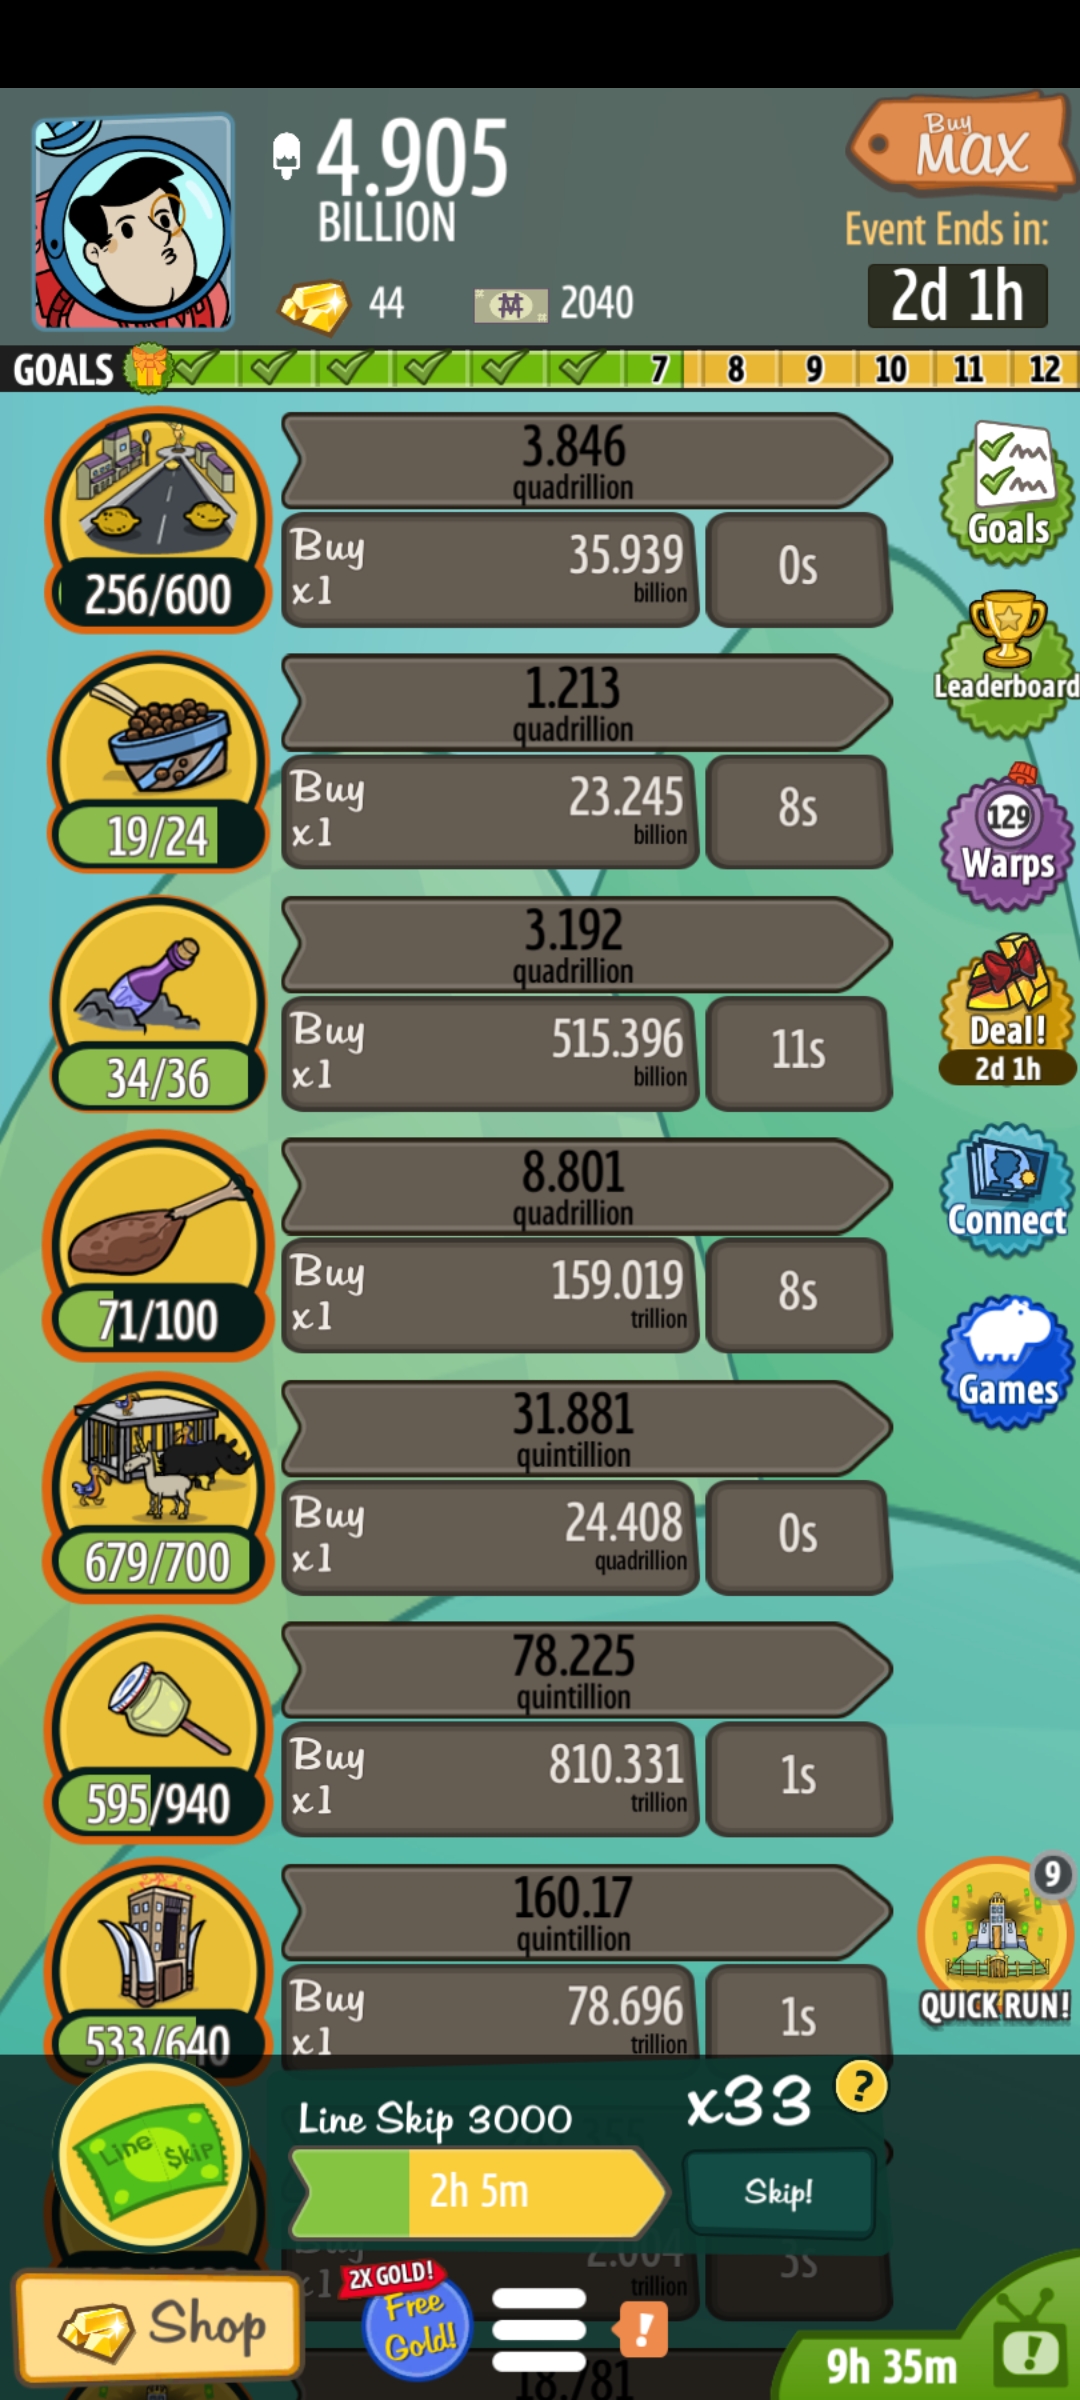 4.905
BILLION
Buy
MAX
Event Ends in:
2d 1h
44
2040
GOALS
7 8 9 10 11 12
3.846
quadrillion
256/600
Buy
x1
35.939
billion
0s
Goals
1.213
quadrillion
19/24
Buy
x1
23.245
billion
8s
Leaderboard
129
Warps
3.192
quadrillion
34/36
Buy
x1
515.396
billion
11s
Deal!
2d 1h
8.801
quadrillion
71/100
Buy
x1
159.019
trillion
8s
Connect
31.881
quintillion
679/700
Buy
x1
24.408
quadrillion
0s
Games
78.225
quintillion
595/940
Buy
x1
810.331
trillion
1s
160.17
quintillion
533/640
Buy
x1
78.696
trillion
1s
9
QUICK RUN!
Line Skip
Line Skip 3000
x33
?
2h 5m
Skip!
Buy
x1
2.004
trillion
3s
Shop
2X GOLD!
Free
Gold!
!
18.781
9h 35m
!